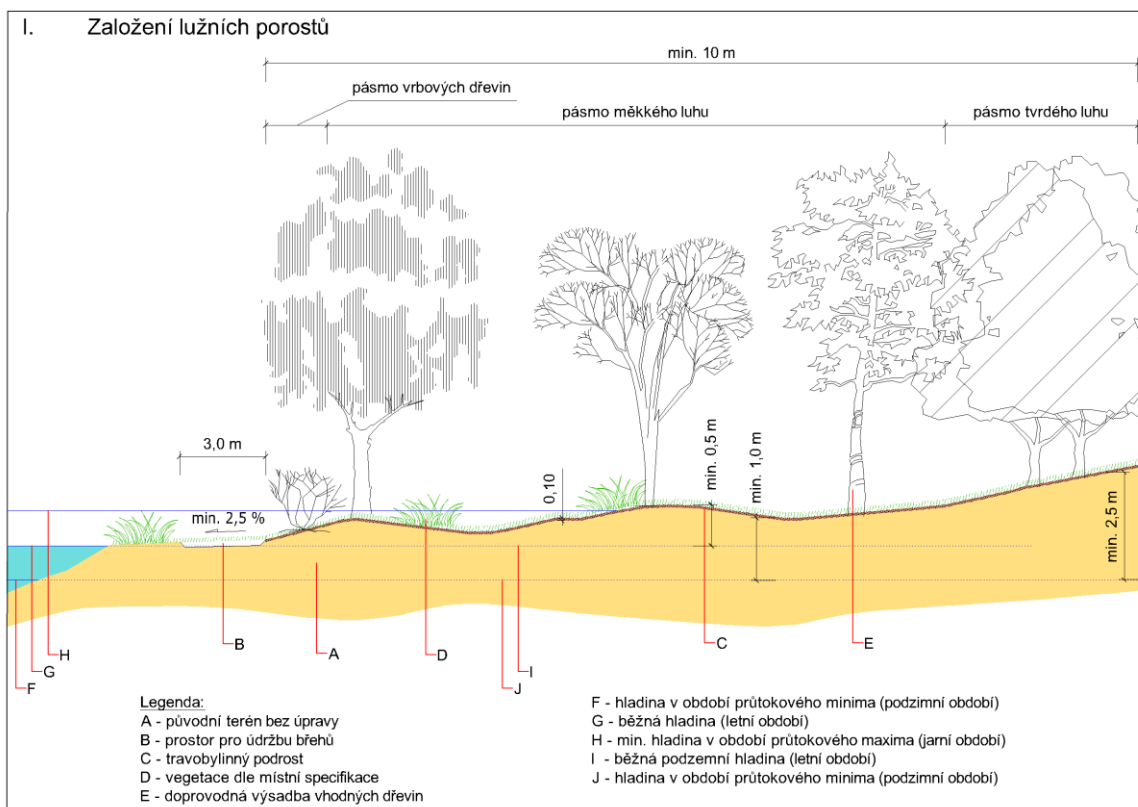 I. Založení lužních porostů
min. 10 m
pásmo vrbových dřevin
pásmo měkkého luhu
pásmo tvrdého luhu
3,0 m
min. 2,5 %
0,10
min. 0,5 m
min. 1,0 m
min. 2,5 m
H
G
F
B
A
D
I
J
C
E
Legenda:
A - původní terén bez úpravy
B - prostor pro údržbu břehů
C - travobylinný podrost
D - vegetace dle místní specifikace
E - doprovodná výsadba vhodných dřevin
F - hladina v období průtokového minima (podzimní období)
G - běžná hladina (letní období)
H - min. hladina v období průtokového maxima (jarní období)
I - běžná podzemní hladina (letní období)
J - hladina v období průtokového minima (podzimní období)